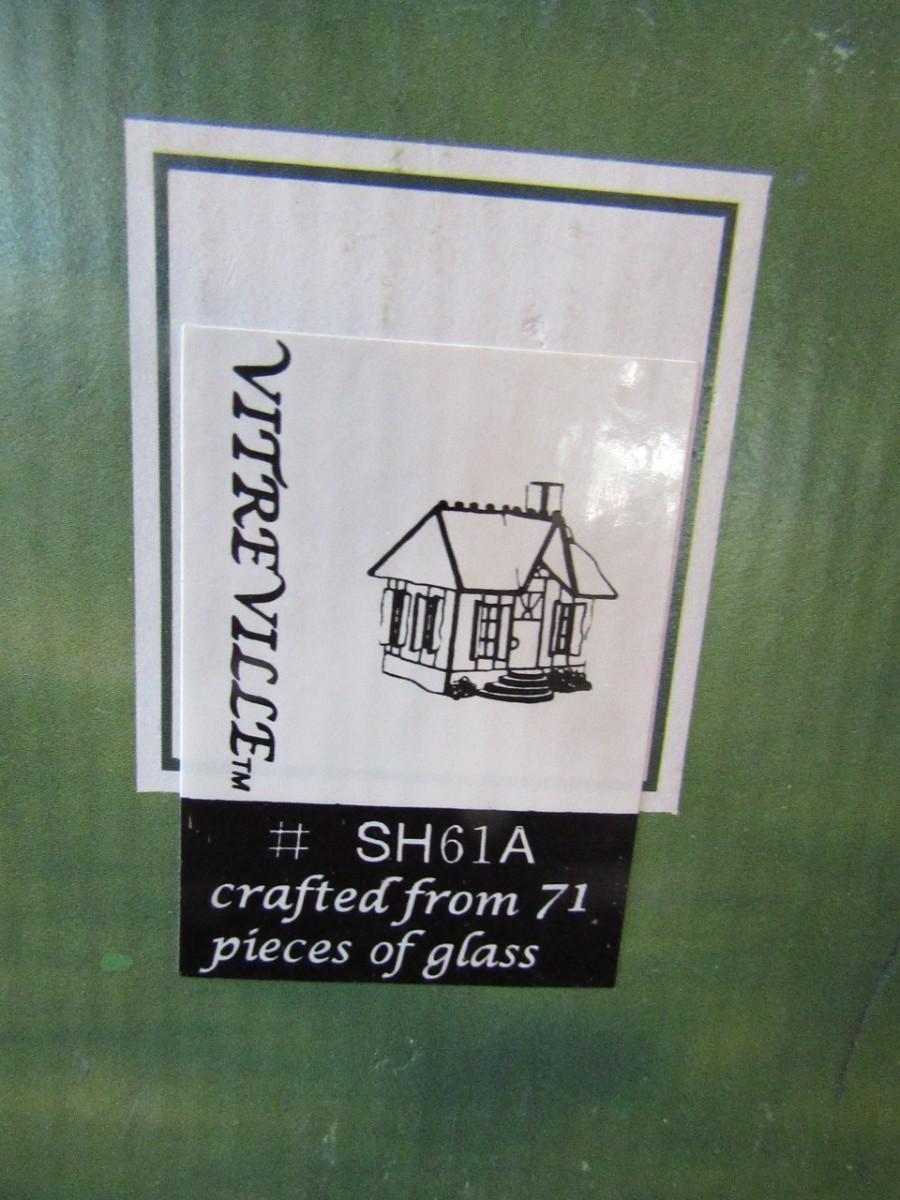 VITREVILLE™
# SH61A
crafted from 71
pieces of glass